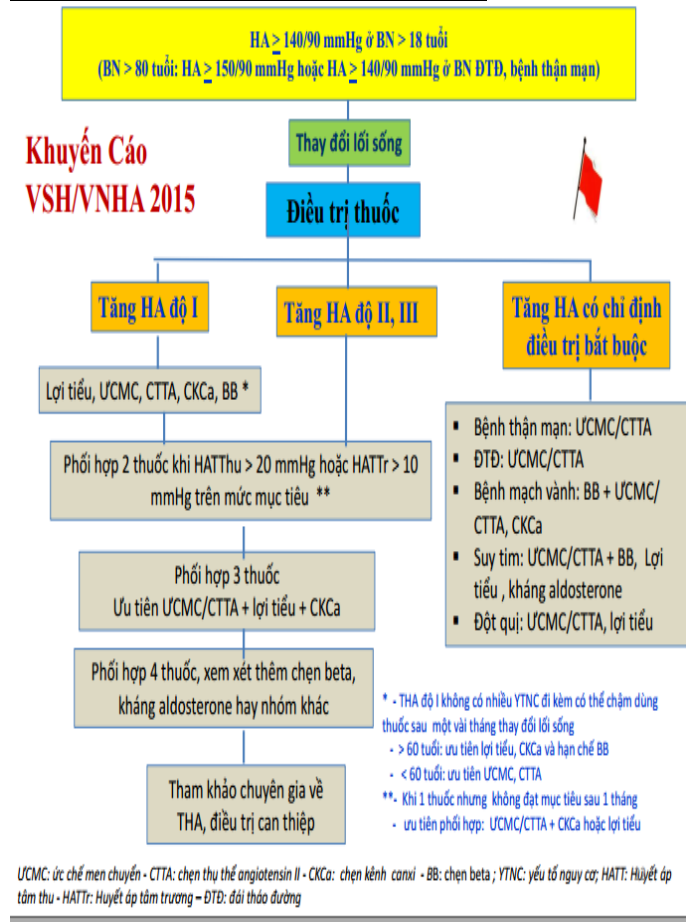 HA > 140/90 mmHg ở BN > 18 tuổi
(BN > 80 tuổi: HA > 150/90 mmHg hoặc HA > 140/90 mmHg ở BN ĐTĐ, bệnh thận mạn)
Khuyến Cáo
VSH/VNHA 2015
Thay đổi lối sống
Điều trị thuốc
Tăng HA độ I
Tăng HA độ II, III
Tăng HA có chỉ định
điều trị bắt buộc
Lợi tiểu, ƯCMC, CTTA, CKCa, BB *
Phối hợp 2 thuốc khi HATThu > 20 mmHg hoặc HATTr > 10
mmHg trên mức mục tiêu **
Phối hợp 3 thuốc
Ưu tiên ƯCMC/CTTA + lợi tiểu + CKCa
Phối hợp 4 thuốc, xem xét thêm chẹn beta,
kháng aldosterone hay nhóm khác
Tham khảo chuyên gia về
THA, điều trị can thiệp
▪ Bệnh thận mạn: ƯCMC/CTTA
▪ ĐTĐ: ƯCMC/CTTA
▪ Bệnh mạch vành: BB + ƯCMC/
CTTA, CKCa
▪ Suy tim: ƯCMC/CTTA + BB, Lợi
tiểu , kháng aldosterone
▪ Đột quị: ƯCMC/CTTA, lợi tiểu
* - THA độ I không có nhiều YTNC đi kèm có thể chậm dùng
thuốc sau một vài tháng thay đổi lối sống
- > 60 tuổi: ưu tiên lợi tiểu, CKCa và hạn chế BB
- < 60 tuổi: ưu tiên ƯCMC, CTTA
**- Khi 1 thuốc nhưng không đạt mục tiêu sau 1 tháng
- ưu tiên phối hợp: ƯCMC/CTTA + CKCa hoặc lợi tiểu
ƯCMC: ức chế men chuyển - CTTA: chẹn thụ thể angiotensin II - CKCa: chẹn kênh canxi - BB: chẹn beta ; YTNC: yếu tố nguy cơ; HATT: Hüyết áp
tâm thu - HATTr: Huyết áp tâm trương – ĐTĐ: đái tháo đường